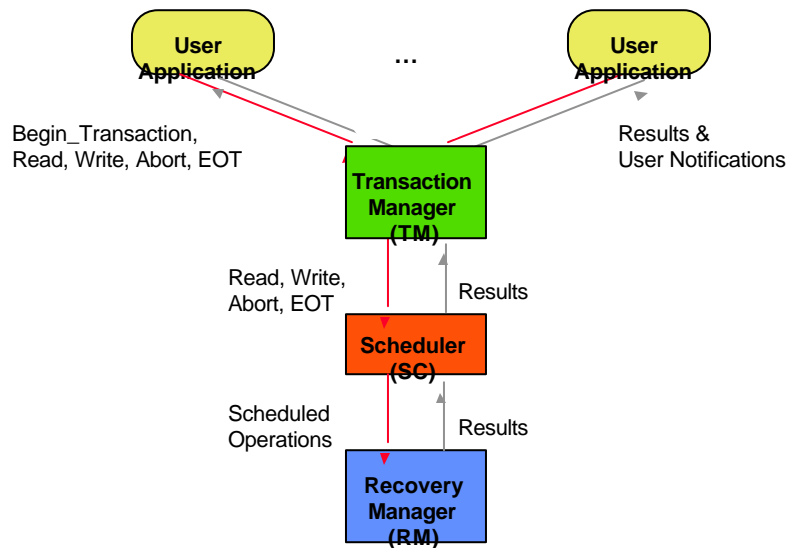 User
Application
...
User
Application
Begin_Transaction,
Read, Write, Abort, EOT
Results &
User Notifications
Transaction
Manager
(TM)
Read, Write,
Abort, EOT
Results
Scheduler
(SC)
Scheduled
Operations
Results
Recovery
Manager
(RM)